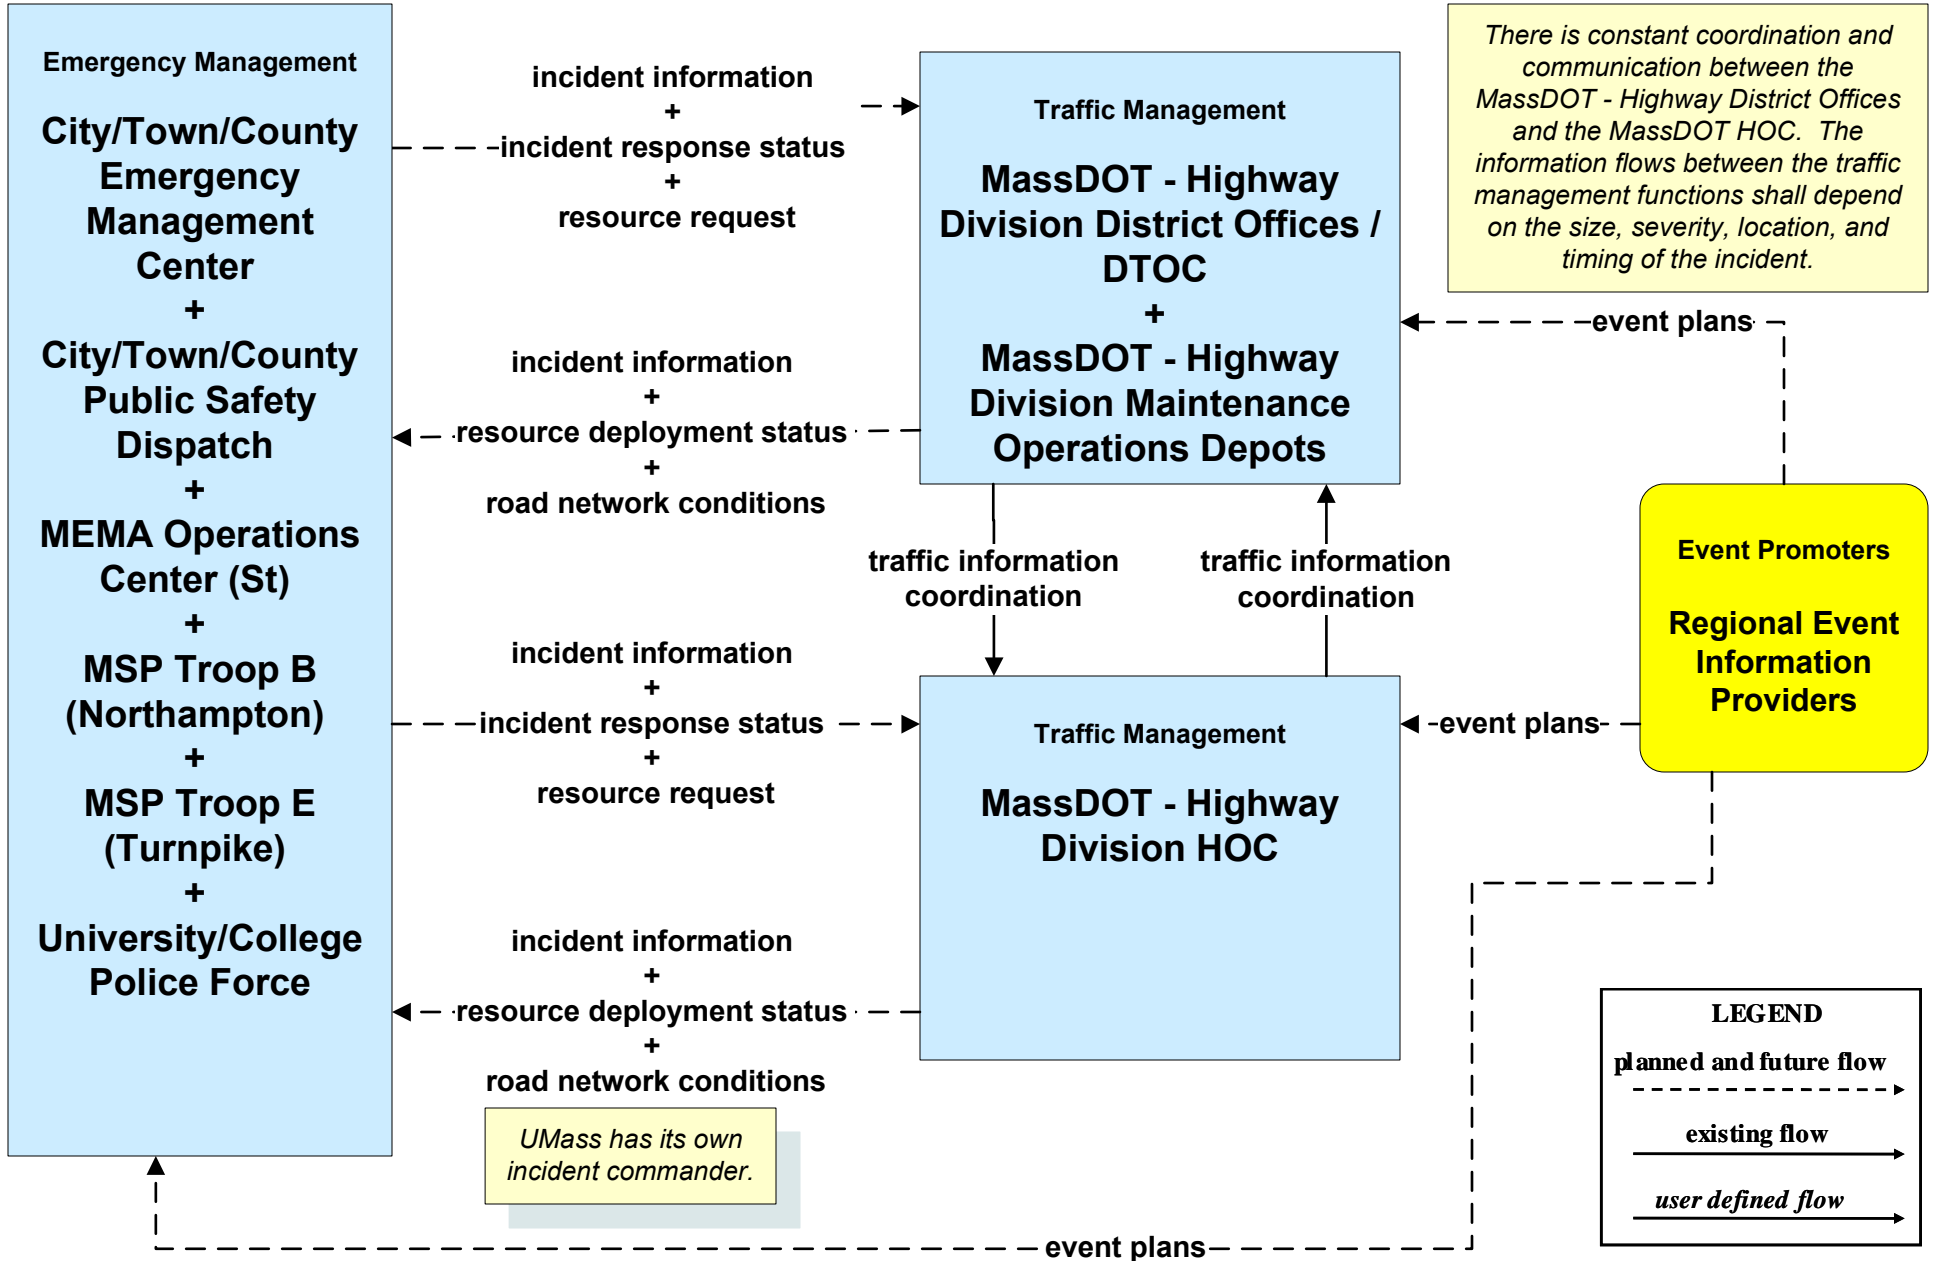 Emergency Management
City/Town/County
Emergency
Management
Center
+
City/Town/County
Public Safety
Dispatch
+
MEMA Operations
Center (St)
+
MSP Troop B
(Northampton)
+
MSP Troop E
(Turnpike)
+
University/College
Police Force
incident information
+
incident response status
+
resource request
incident information
+
resource deployment status
+
road network conditions
incident information
+
incident response status
+
resource request
incident information
+
resource deployment status
+
road network conditions
UMass has its own
incident commander.
Traffic Management
MassDOT - Highway
Division District Offices /
DTOC
+
MassDOT - Highway
Division Maintenance
Operations Depots
traffic information
coordination
traffic information
coordination
Traffic Management
MassDOT - Highway
Division HOC
There is constant coordination and
communication between the
MassDOT - Highway District Offices
and the MassDOT HOC. The
information flows between the traffic
management functions shall depend
on the size, severity, location, and
timing of the incident.
event plans
Event Promoters
Regional Event
Information
Providers
event plans
event plans
LEGEND
planned and future flow
existing flow
user defined flow